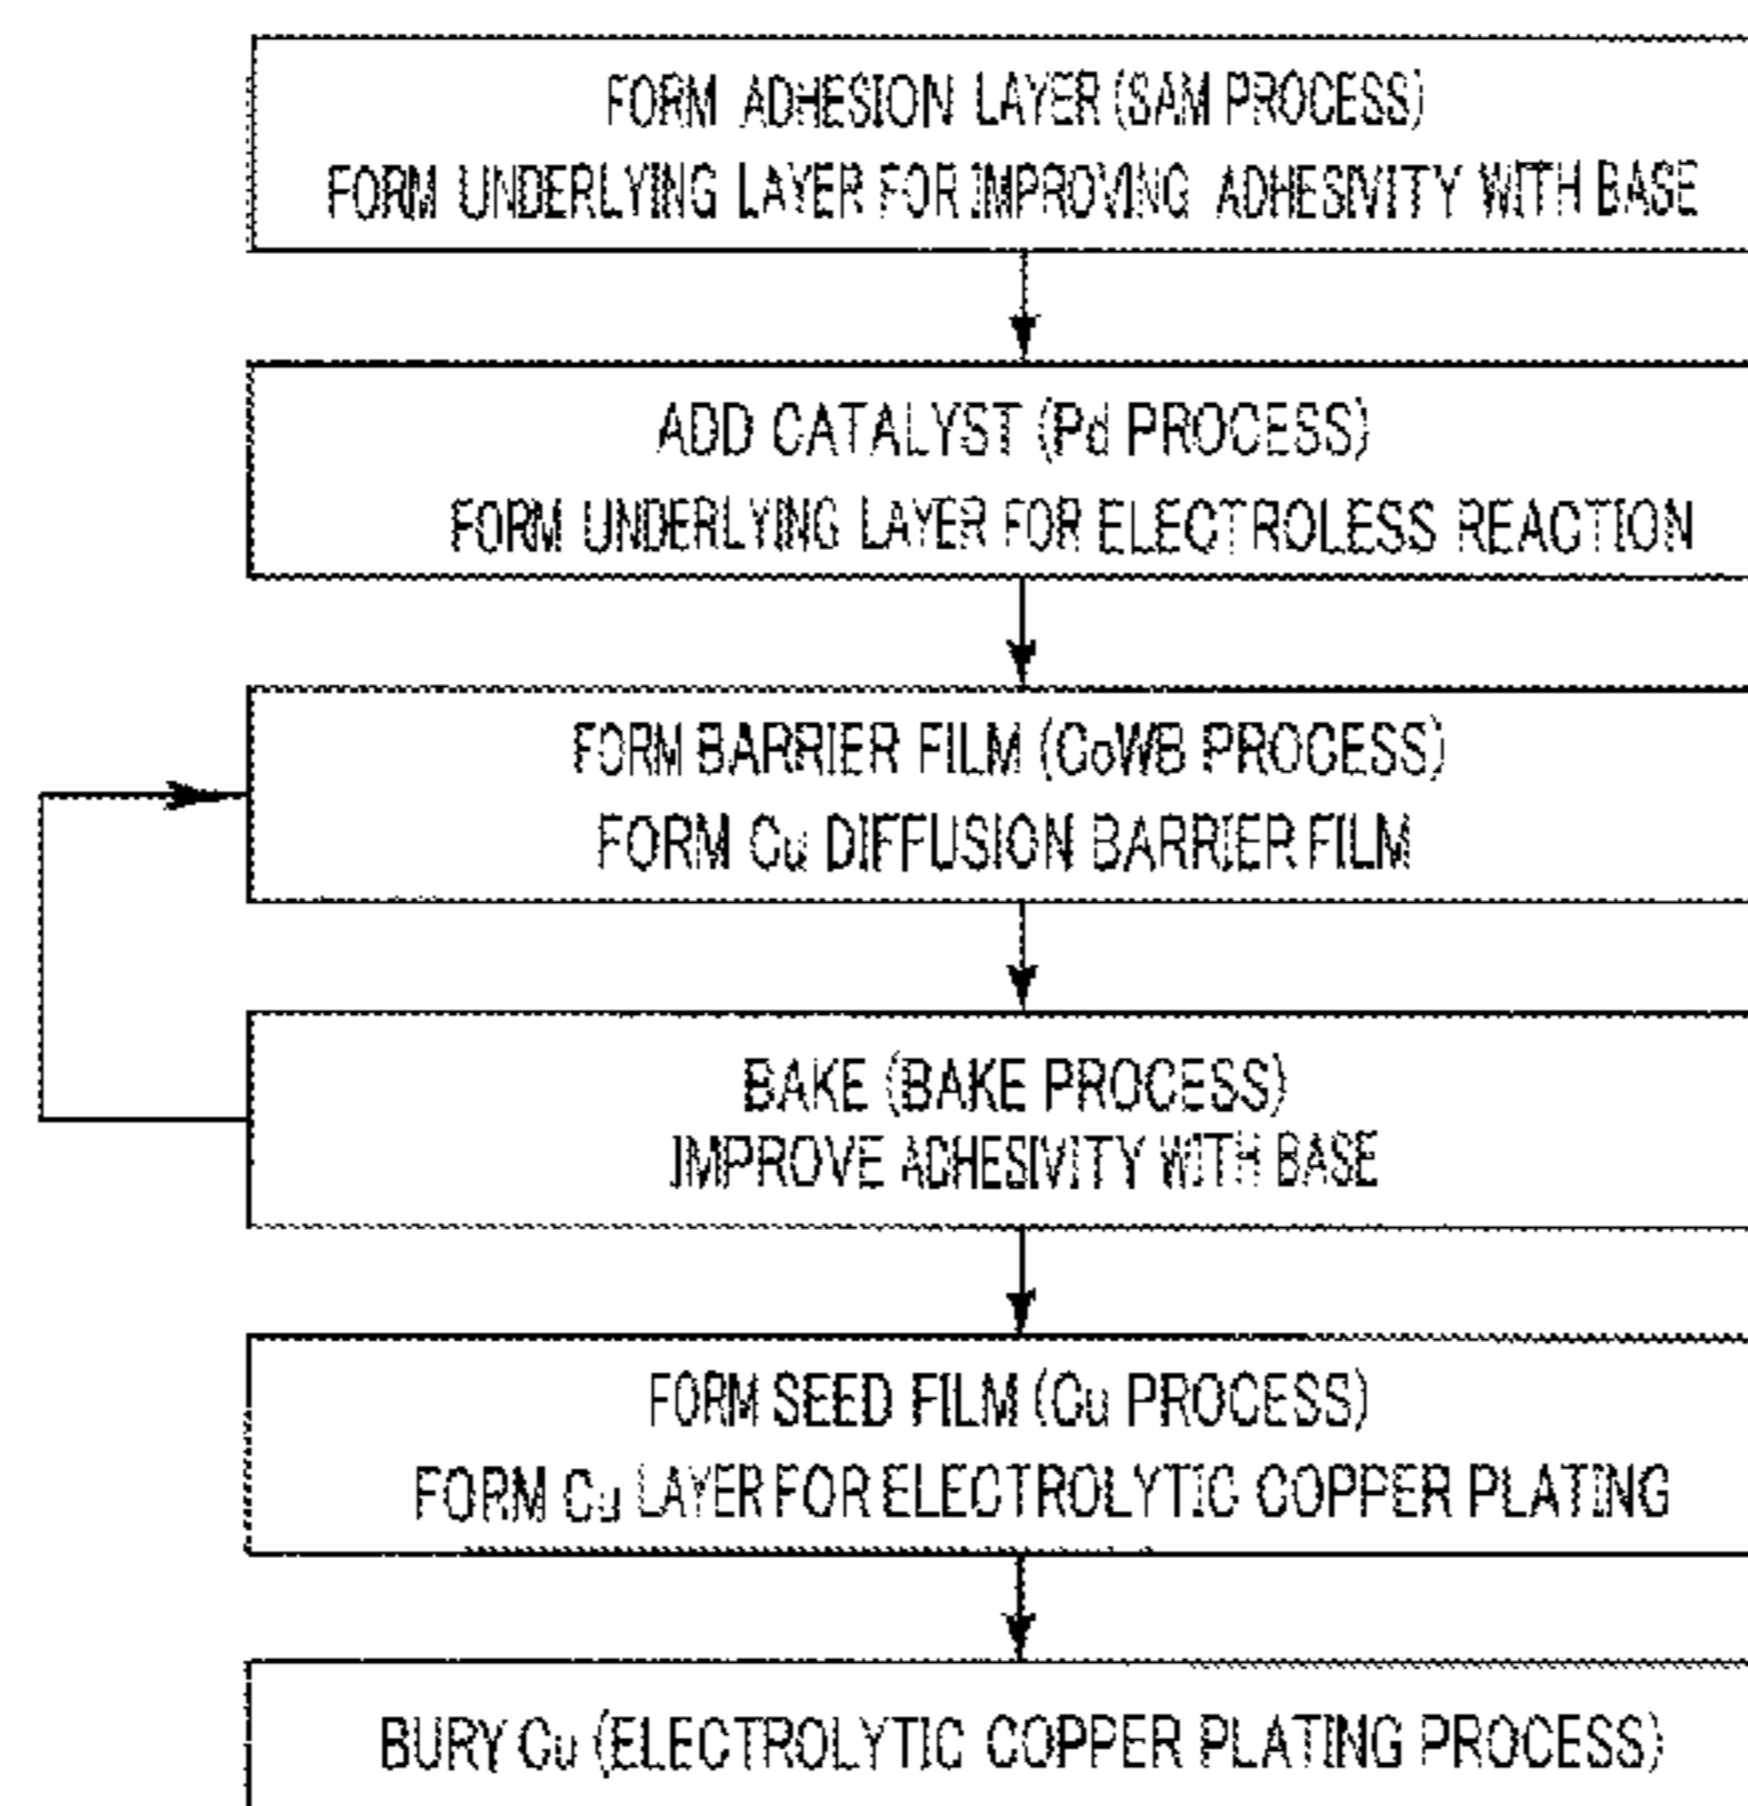 FORM ADHESION LAYER (SAM PROCESS)
FORM UNDERLYING LAYER FOR IMPROVING ADHESIVITY WITH BASE
ADD CATALYST (Pd PROCESS)
FORM UNDERLYING LAYER FOR ELECTROLESS REACTION
FORM BARRIER FILM (CoWB PROCESS)
FORM Cu DIFFUSION BARRIER FILM
BAKE (BAKE PROCESS)
IMPROVE ADHESIVITY WITH BASE
FORM SEED FILM (Cu PROCESS)
FORM Cu LAYER FOR ELECTROLYTIC COPPER PLATING
BURY Cu (ELECTROLYTIC COPPER PLATING PROCESS)